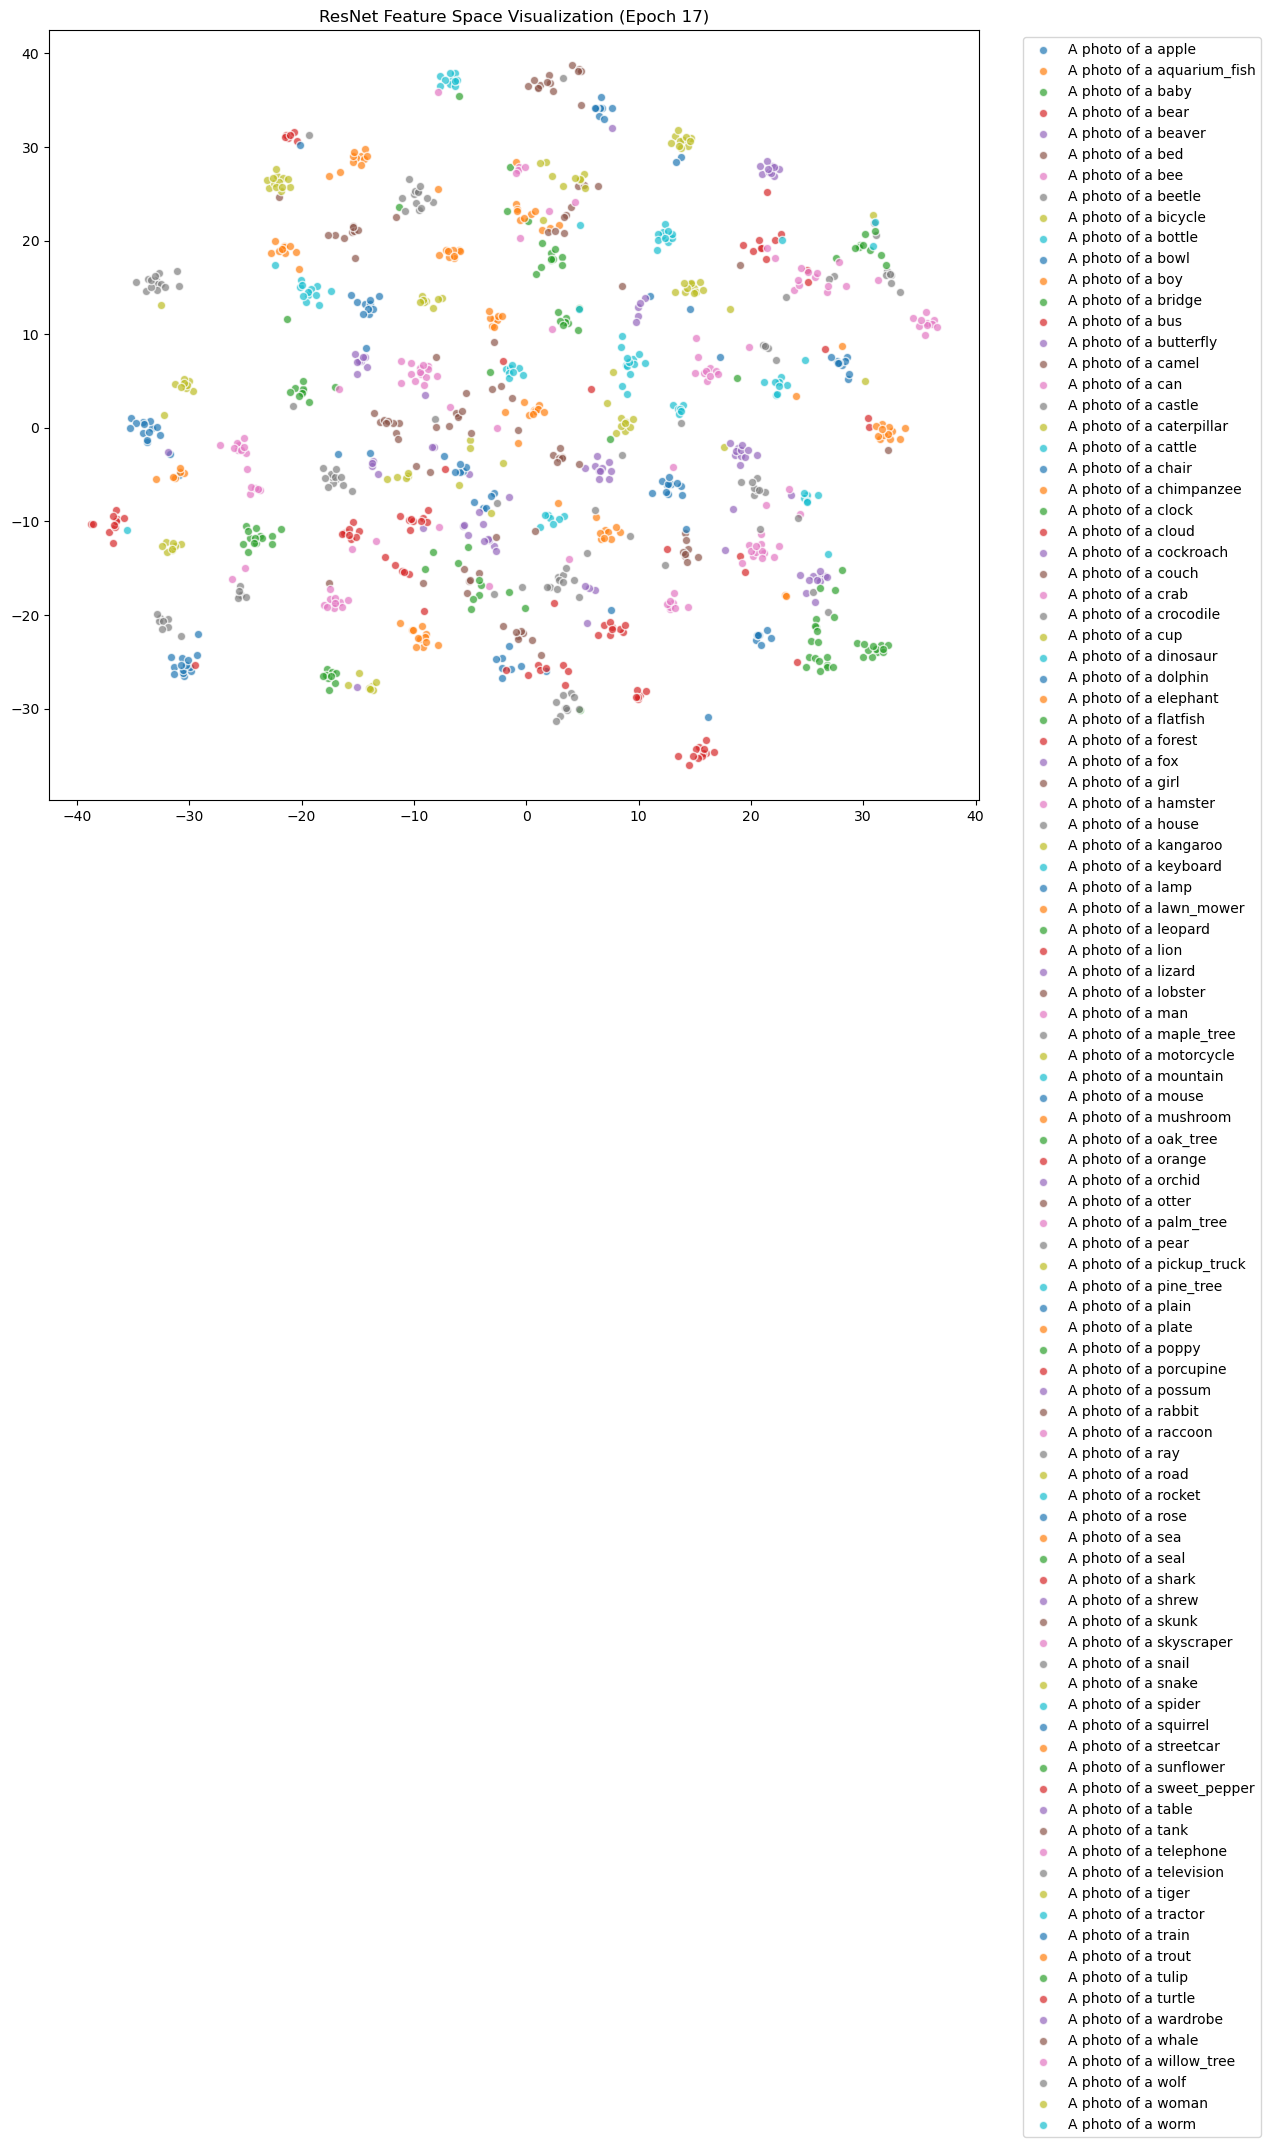 ResNet Feature Space Visualization (Epoch 17)
40
30
20
10
0
−10
−20
−30
−40
−30
−20
−10
0
10
20
30
40
A photo of a apple
A photo of a aquarium_fish
A photo of a baby
A photo of a bear
A photo of a beaver
A photo of a bed
A photo of a bee
A photo of a beetle
A photo of a bicycle
A photo of a bottle
A photo of a bowl
A photo of a boy
A photo of a bridge
A photo of a bus
A photo of a butterfly
A photo of a camel
A photo of a can
A photo of a castle
A photo of a caterpillar
A photo of a cattle
A photo of a chair
A photo of a chimpanzee
A photo of a clock
A photo of a cloud
A photo of a cockroach
A photo of a couch
A photo of a crab
A photo of a crocodile
A photo of a cup
A photo of a dinosaur
A photo of a dolphin
A photo of a elephant
A photo of a flatfish
A photo of a forest
A photo of a fox
A photo of a girl
A photo of a hamster
A photo of a house
A photo of a kangaroo
A photo of a keyboard
A photo of a lamp
A photo of a lawn_mower
A photo of a leopard
A photo of a lion
A photo of a lizard
A photo of a lobster
A photo of a man
A photo of a maple_tree
A photo of a motorcycle
A photo of a mountain
A photo of a mouse
A photo of a mushroom
A photo of a oak_tree
A photo of a orange
A photo of a orchid
A photo of a otter
A photo of a palm_tree
A photo of a pear
A photo of a pickup_truck
A photo of a pine_tree
A photo of a plain
A photo of a plate
A photo of a poppy
A photo of a porcupine
A photo of a possum
A photo of a rabbit
A photo of a raccoon
A photo of a ray
A photo of a road
A photo of a rocket
A photo of a rose
A photo of a sea
A photo of a seal
A photo of a shark
A photo of a shrew
A photo of a skunk
A photo of a skyscraper
A photo of a snail
A photo of a snake
A photo of a spider
A photo of a squirrel
A photo of a streetcar
A photo of a sunflower
A photo of a sweet_pepper
A photo of a table
A photo of a tank
A photo of a telephone
A photo of a television
A photo of a tiger
A photo of a tractor
A photo of a train
A photo of a trout
A photo of a tulip
A photo of a turtle
A photo of a wardrobe
A photo of a whale
A photo of a willow_tree
A photo of a wolf
A photo of a woman
A photo of a worm